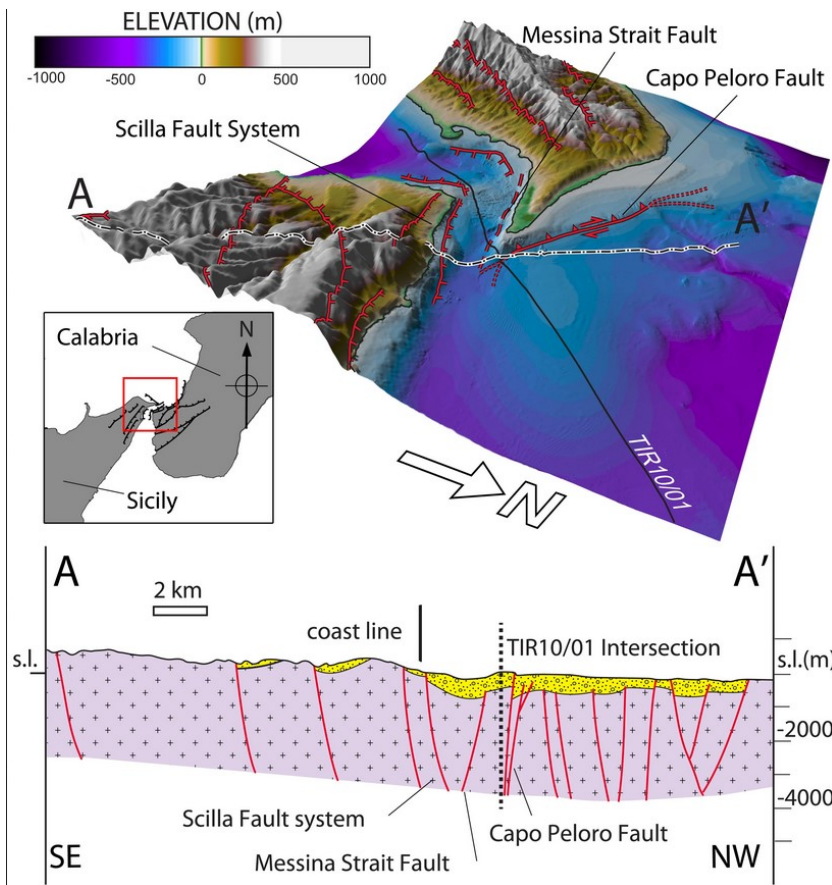 ELEVATION (m)
-1000
-500
0
500
1000
Messina Strait Fault
Capo Peloro Fault
Scilla Fault System
A
A'
N
Calabria
Sicily
TIR10/01
N
A
A'
2 km
coast line
TIR10/01 Intersection
s.l.
s.l.(m)
-2000
-4000
Scilla Fault system
Capo Peloro Fault
Messina Strait Fault
SE
NW